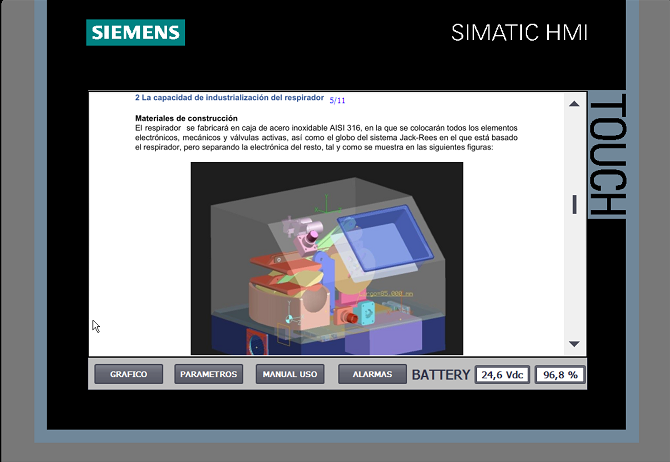 SIEMENS
SIMATIC HMI
TOUCH
2 La capacidad de industrialización del respirador 5/11
Materiales de construcción
El respirador se fabricará en caja de acero inoxidable AISI 316, en la que se colocarán todos los elementos
electrónicos, mecánicos y válvulas activas, así como el globo del sistema Jack-Rees en el que está basado
el respirador, pero separando la electrónica del resto, tal y como se muestra en las siguientes figuras:
GRAFICO
PARAMETROS
MANUAL USO
ALARMAS
BATTERY
24,6 Vdc
96,8 %